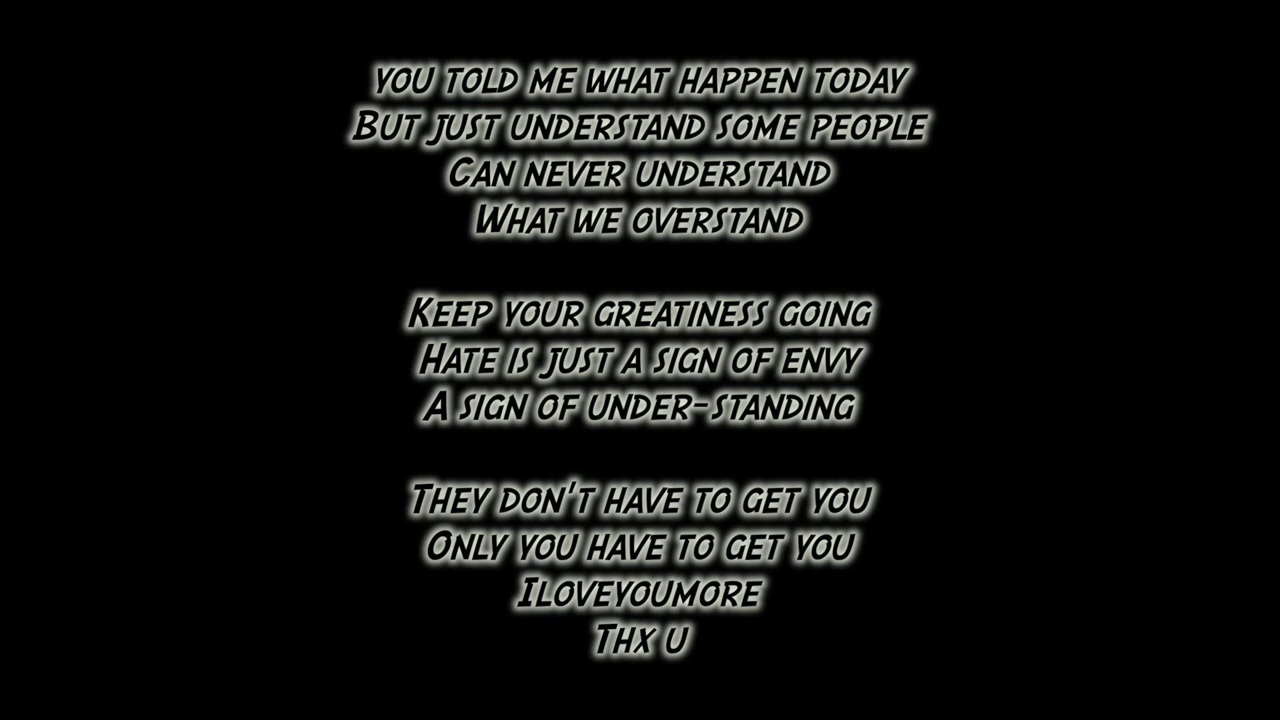 you told me what happen today
But just understand some people
Can never understand
What we overstand
Keep your greatiness going
Hate is just a sign of envy
A sign of under-standing
They don't have to get you
Only you have to get you
Iloveyoumore
Thx u